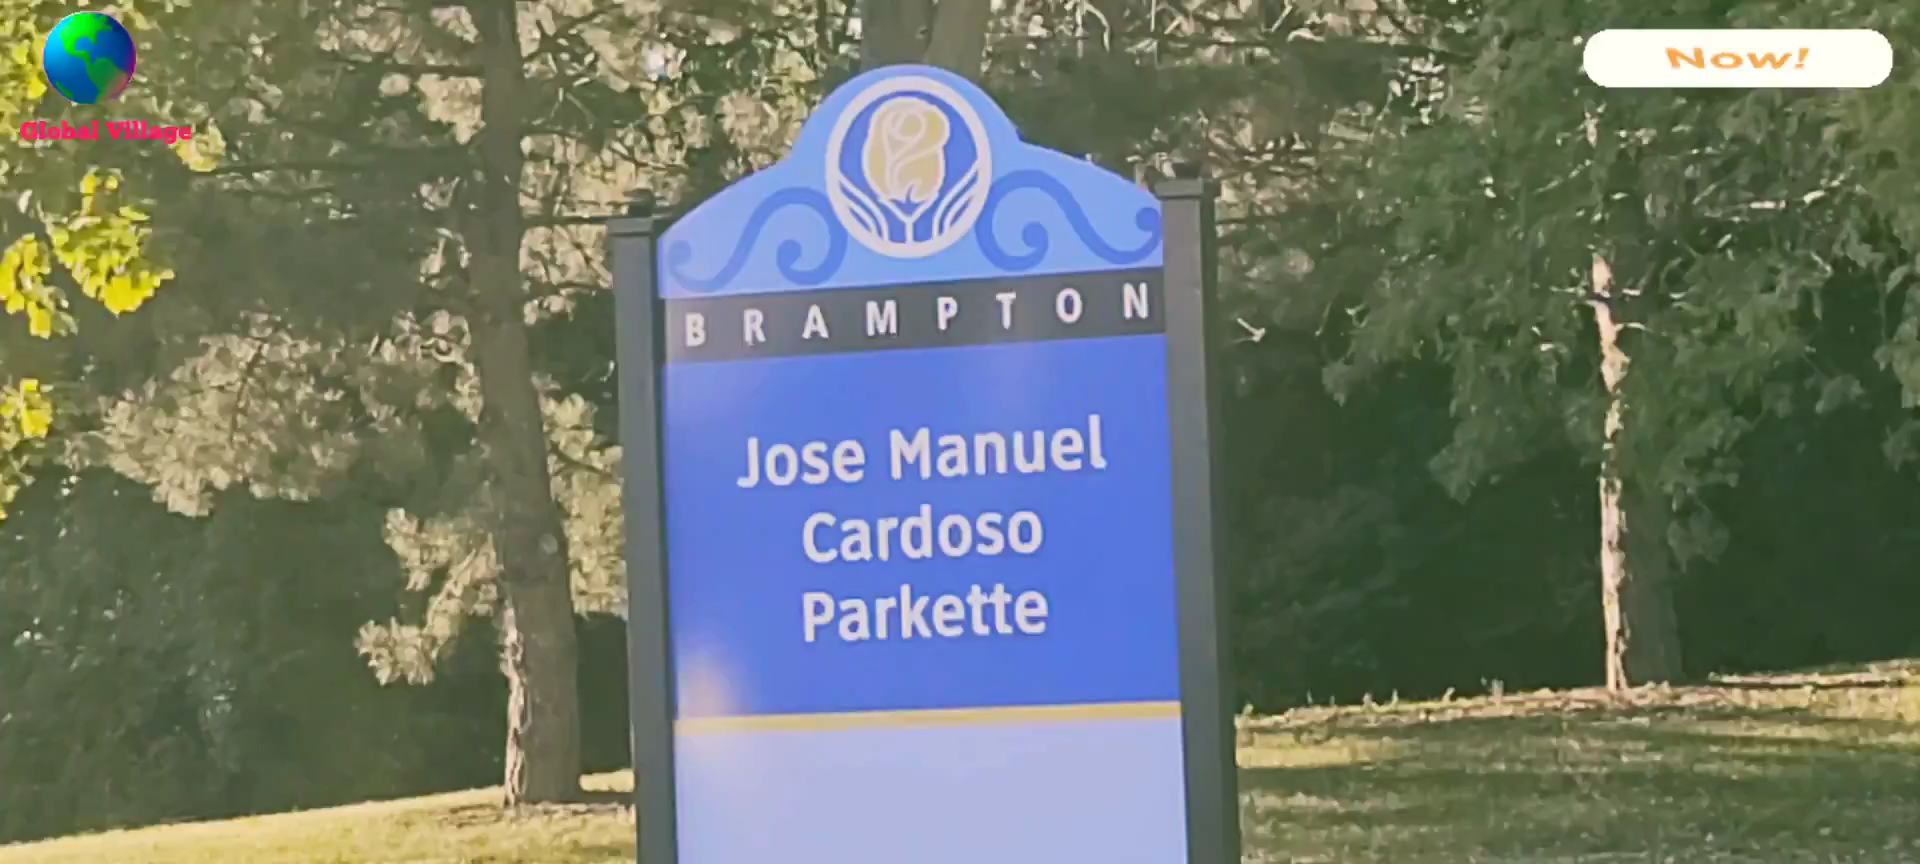 Global Village
Now!
BRAMPTON
Jose Manuel
Cardoso
Parkette